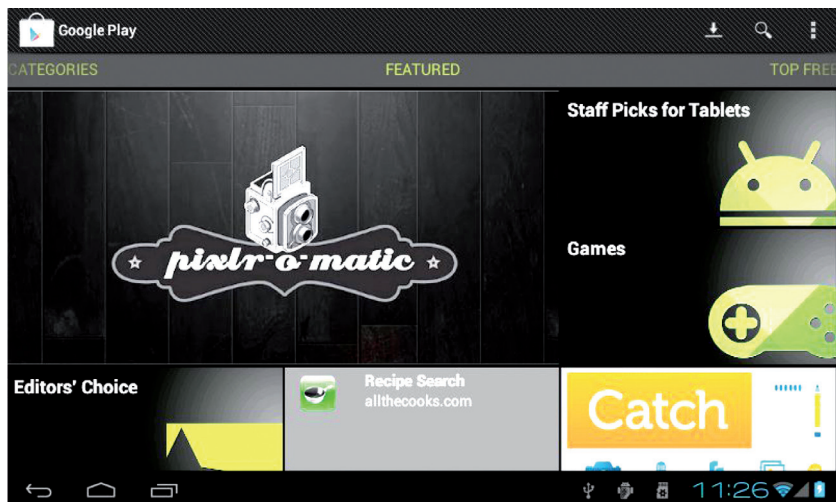 Google Play
CATEGORIES
FEATURED
TOP FREE
Staff Picks for Tablets
pixlr-o-matic
Games
Editors' Choice
Recipe Search
allthecooks.com
Catch
11:26